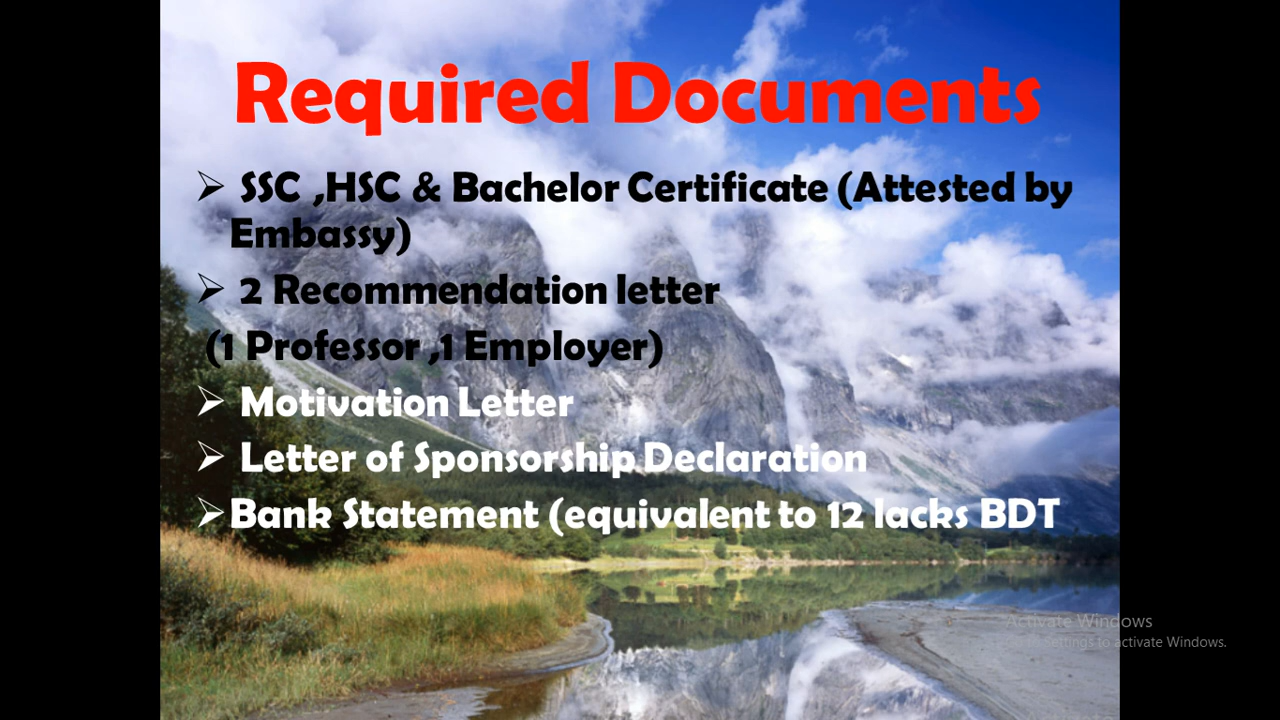 Required Documents
➢ SSC ,HSC & Bachelor Certificate (Attested by
Embassy)
➢ 2 Recommendation letter
(1 Professor ,1 Employer)
➢ Motivation Letter
➢ Letter of Sponsorship Declaration
➢Bank Statement (equivalent to 12 lacks BDT
Activate Windows
settings to activate Windows.